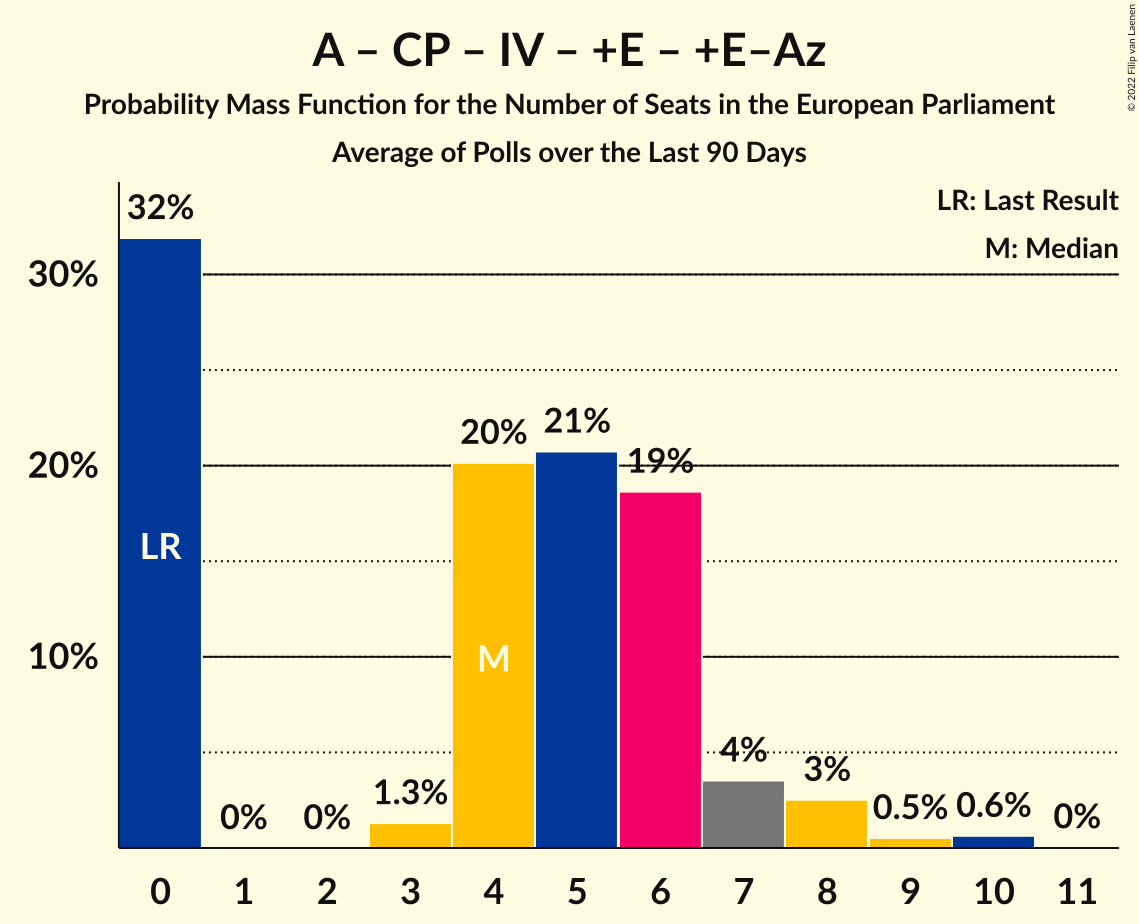 A – CP – IV – +E – +E–Az
Probability Mass Function for the Number of Seats in the European Parliament
Average of Polls over the Last 90 Days
© 2022 Filip van Laenen
LR: Last Result
M: Median
32%
30%
20%
21%
20%
19%
LR
10%
M
4%
3%
1.3%
0.5%
0.6%
0%
0%
0%
0 1 2 3 4 5 6 7 8 9 10 11